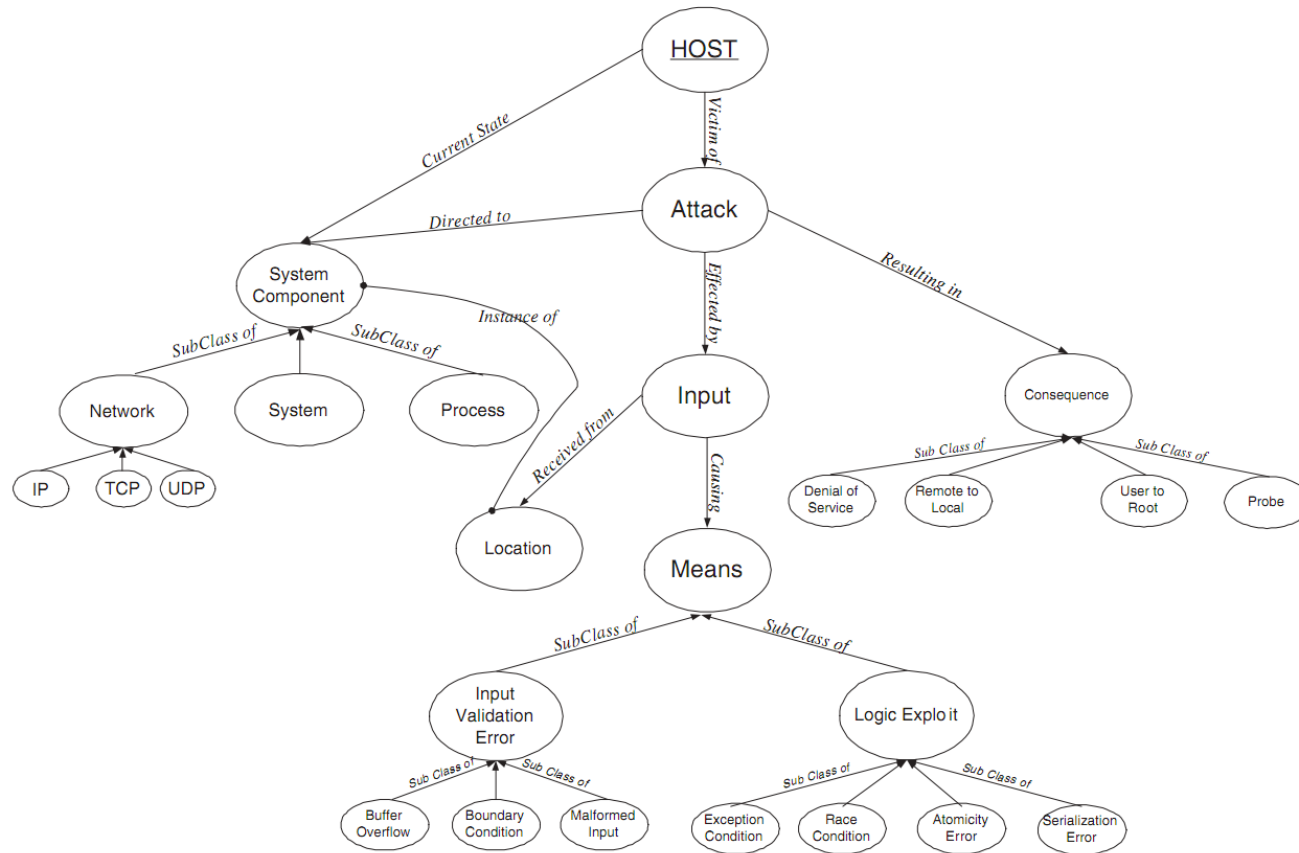 HOST
Current State
Victim of
Attack
Directed to
Resulting in
Effected by
System
Component
Instance of
SubClass of
SubClass of
Network
System
Process
Input
Consequence
Received from
Causing
Sub Class of
Sub Class of
IP
TCP
UDP
Denial of
Service
Remote to
Local
User to
Root
Probe
Location
Means
SubClass of
SubClass of
Input
Validation
Error
Logic Exploit
Sub Class of
Sub Class of
Sub Class of
Sub Class of
Buffer
Overflow
Boundary
Condition
Malformed
Input
Exception
Condition
Race
Condition
Atomicity
Error
Serialization
Error